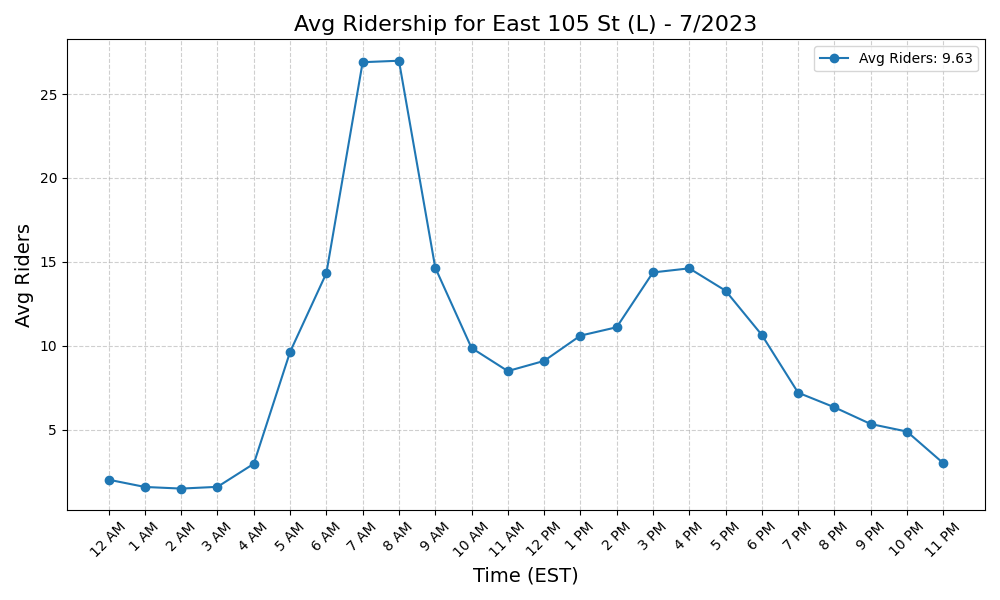 Avg Ridership for East 105 St (L) - 7/2023
Avg Riders: 9.63
Avg Riders
25
20
15
10
5
12 AM
1 AM
2 AM
3 AM
4 AM
5 AM
6 AM
7 AM
8 AM
9 AM
10 AM
11 AM
12 PM
1 PM
2 PM
3 PM
4 PM
5 PM
6 PM
7 PM
8 PM
9 PM
10 PM
11 PM
Time (EST)